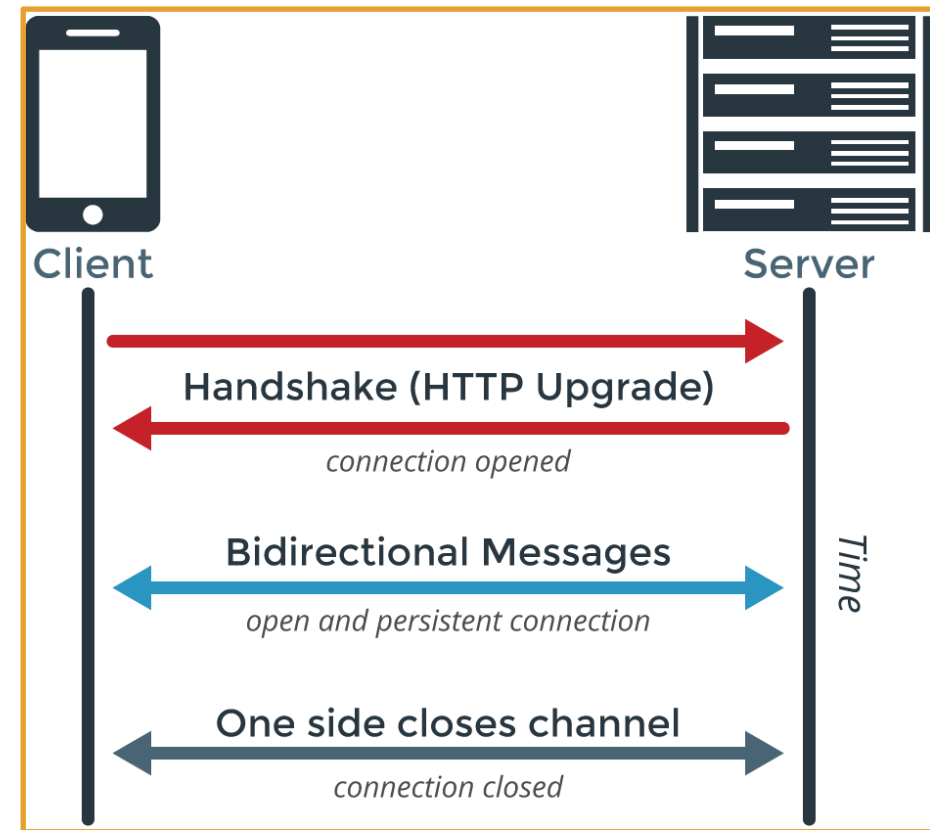 Client
Server
Handshake (HTTP Upgrade)
connection opened
Bidirectional Messages
open and persistent connection
Time
One side closes channel
connection closed